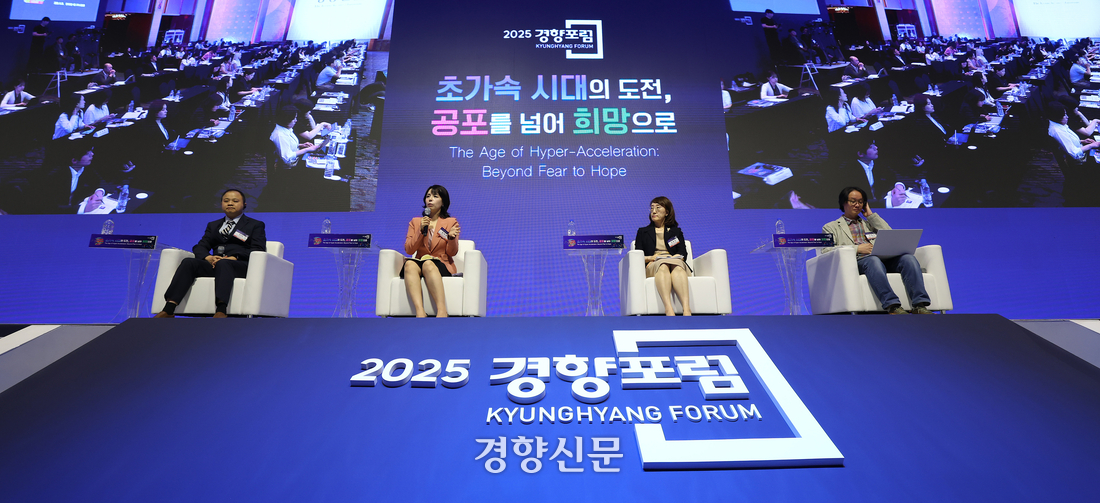 2025 경향포럼
KYUNGHYANG FORUM
초가속 시대의 도전,
공포를 넘어 희망으로
The Age of Hyper-Acceleration:
Beyond Fear to Hope
2025 경향포럼
KYUNGHYANG FORUM
경향신문